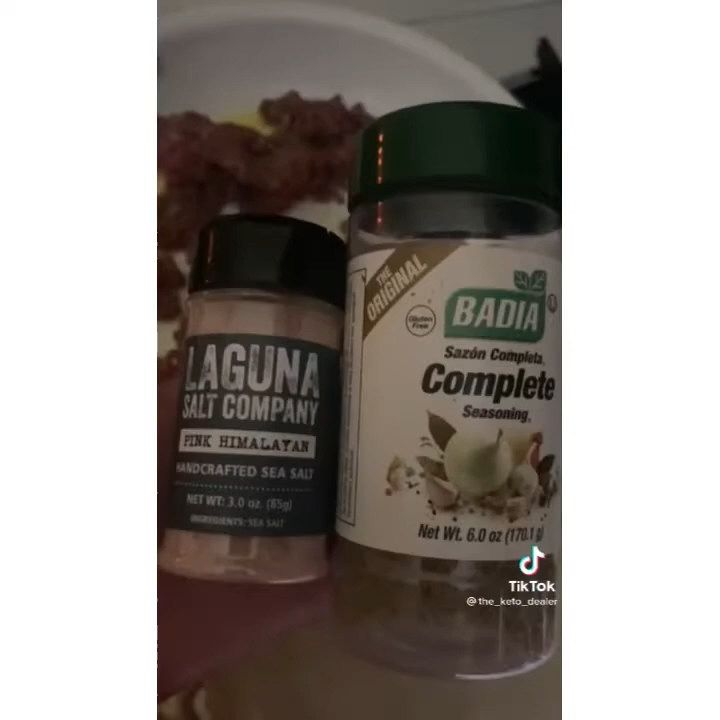 LAGUNA
SALT COMPANY
PINK HIMALAYAN
HANDCRAFTED SEA SALT
NET WT: 3.0 oz. (85g)
INGREDIENTS: SEA SALT
THE
ORIGINAL
Gluten
Free
BADIA
Sazón Completa
Complete
Seasoning
Net Wt. 6.0 oz (170.1 g)
TikTok
@the_keto_dealer